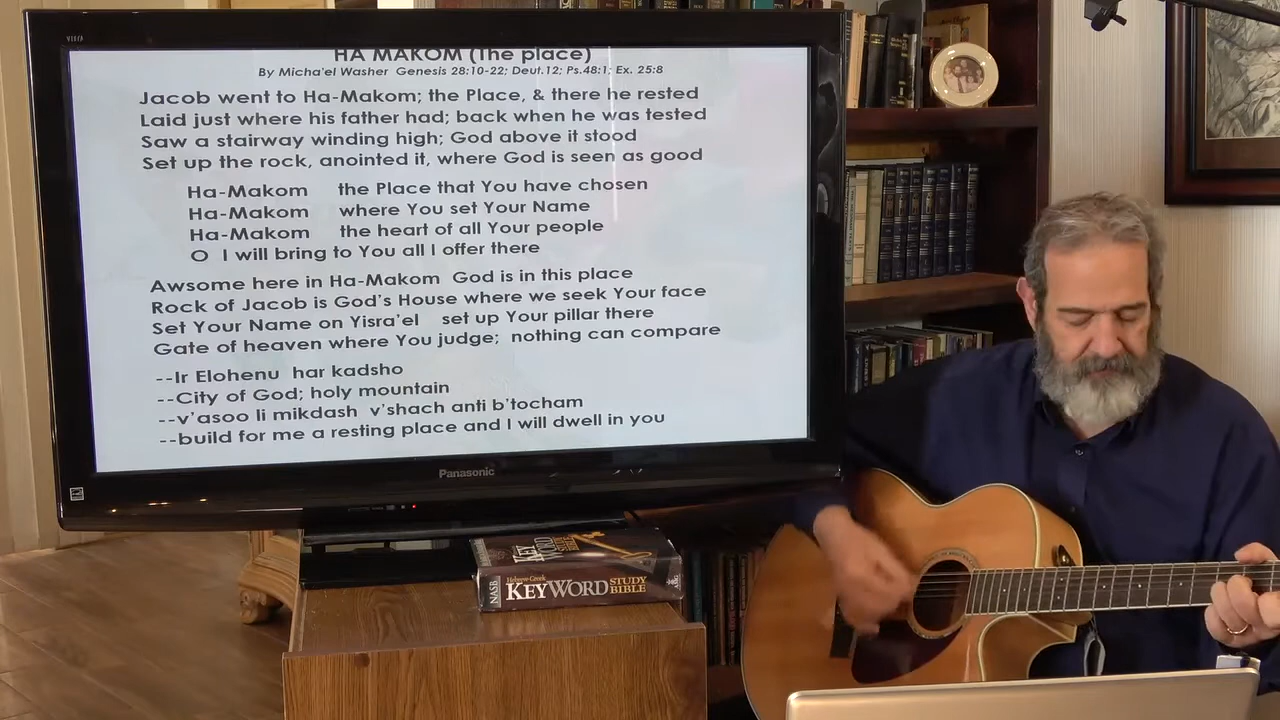 VIERA
HA MAKOM (The place)
By Micha'el Washer Genesis 28:10-22; Deut.12; Ps.48:1; Ex. 25:8
Jacob went to Ha-Makom; the Place, & there he rested
Laid just where his father had; back when he was tested
Saw a stairway winding high; God above it stood
Set up the rock, anointed it, where God is seen as good
Ha-Makom the Place that You have chosen
Ha-Makom where You set Your Name
Ha-Makom the heart of all Your people
O I will bring to You all I offer there
Awsome here in Ha-Makom God is in this place
Rock of Jacob is God's House where we seek Your face
Set Your Name on Yisra'el set up Your pillar there
Gate of heaven where You judge; nothing can compare
--Ir Elohenu har kadsho
--City of God; holy mountain
--v'asoo li mikdash v'shach anti b'tocham
--build for me a resting place and I will dwell in you
Panasonic
KEY
WORD
NASB
Hebrew-Greek
KEY WORD STUDY BIBLE
AMG